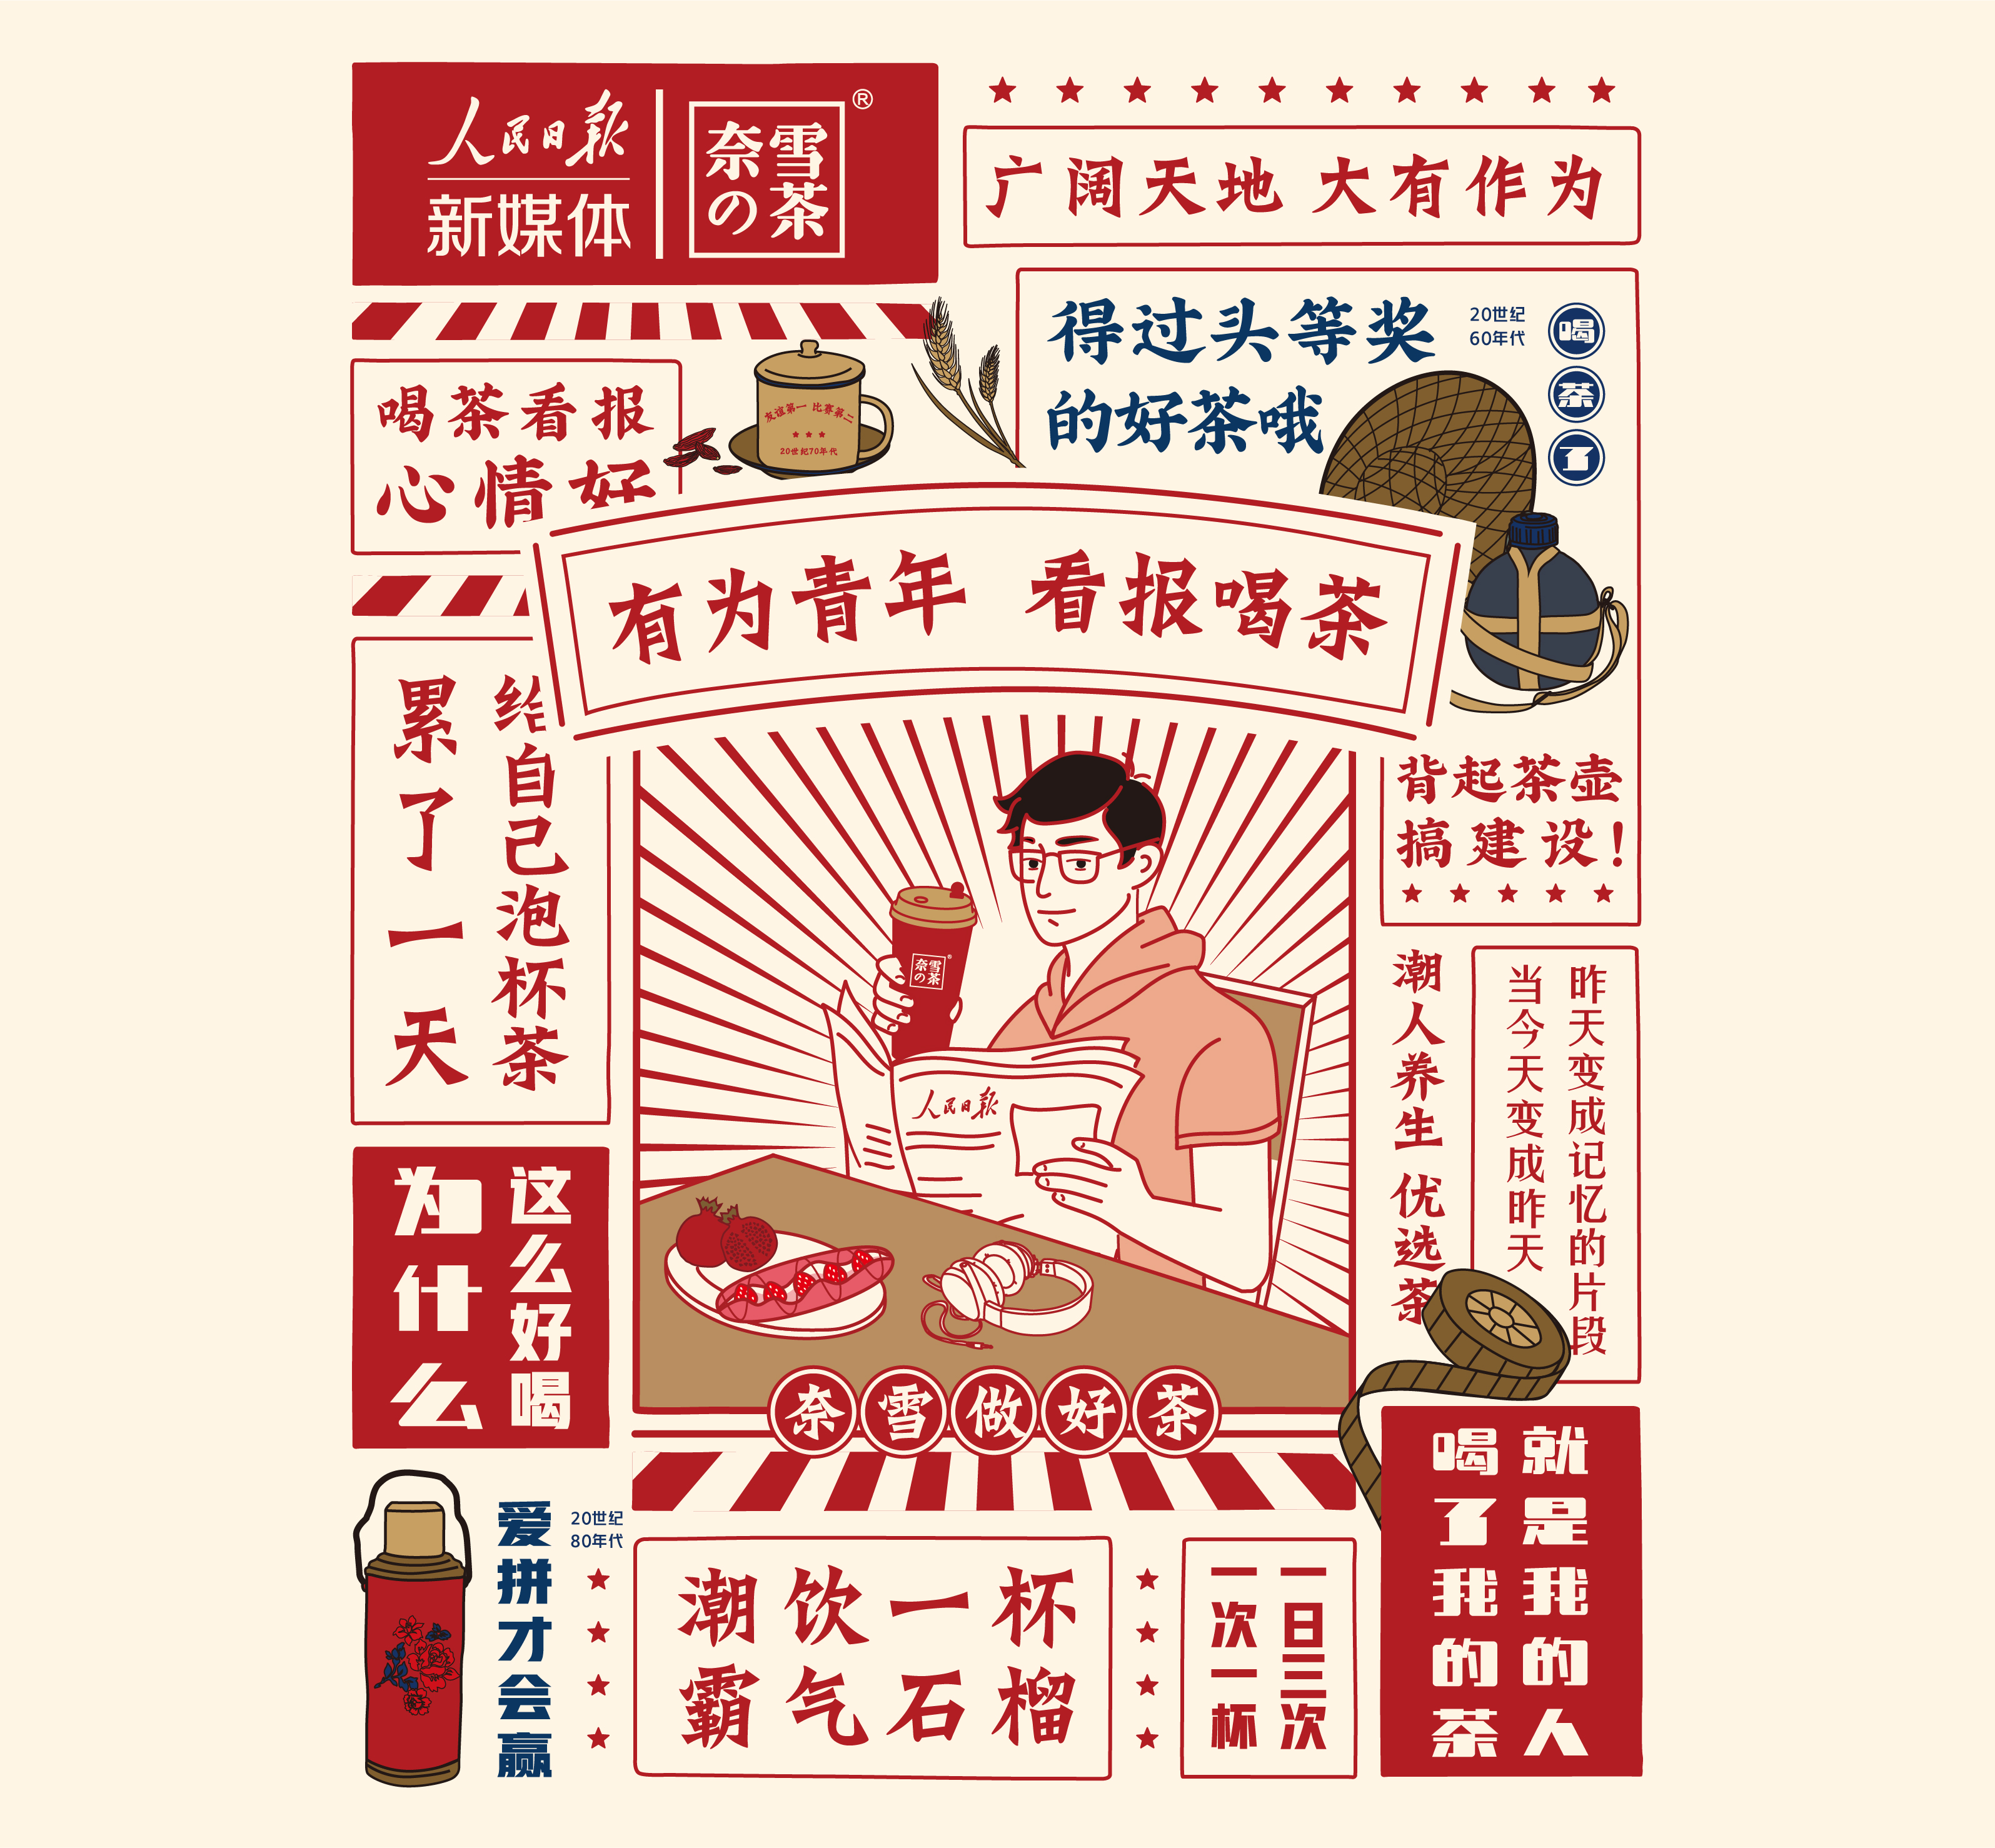 人民日报
新媒体
奈雪
の茶
®
广阔天地 大有作为
得过头等奖
的好茶哦
20世纪
60年代
喝
茶
了
喝茶看报
心情好
友谊第一 比赛第二
20世纪70年代
有为青年 看报喝茶
累了一天
给自己泡杯茶
背起茶壶
搞建设!
奈雪
の茶
®
人民日报
潮人养生 优选茶
当今天变成昨天
昨天变成记忆的片段
为什么
这么好喝
奈雪做好茶
爱拼才会赢
20世纪
80年代
潮饮一杯
霸气石榴
一次一杯
一日三次
喝了我的茶
就是我的人